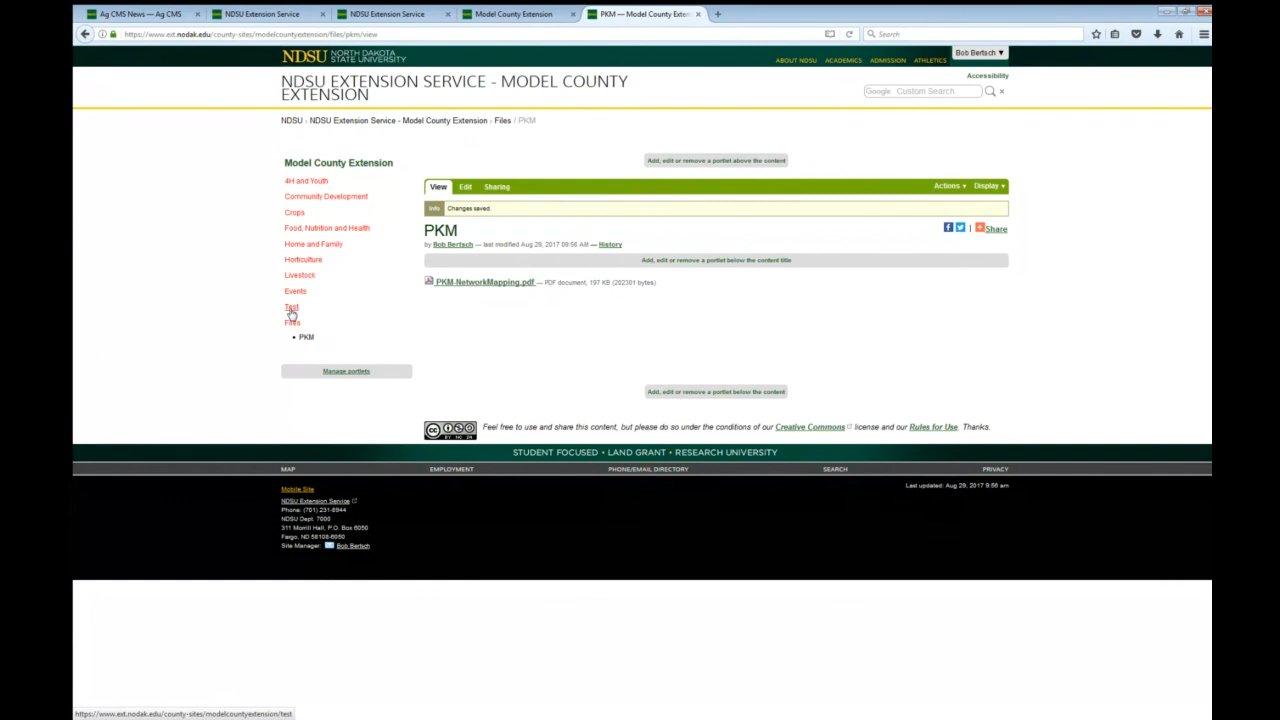 Ag CMS News — Ag CMS × NDSU Extension Service × NDSU Extension Service × Model County Extension × PKM — Model County Exten... × +
https://www.ext.nodak.edu/county-sites/modelcountyextension/files/pkm/view Search
NDSU NORTH DAKOTA STATE UNIVERSITY
Bob Bertsch ▼
ABOUT NDSU ACADEMICS ADMISSION ATHLETICS
Accessibility
NDSU EXTENSION SERVICE - MODEL COUNTY
EXTENSION
Google Custom Search ×
NDSU › NDSU Extension Service - Model County Extension › Files / PKM
Model County Extension
4H and Youth
Community Development
Crops
Food, Nutrition and Health
Home and Family
Horticulture
Livestock
Events
Test
Files
• PKM
Manage portlets
Add, edit or remove a portlet above the content
View Edit Sharing Actions ▼ Display ▼
Info Changes saved.
PKM
| Share
by Bob Bertsch — last modified Aug 29, 2017 09:56 AM — History
Add, edit or remove a portlet below the content title
PKM-NetworkMapping.pdf — PDF document, 197 KB (202301 bytes)
Add, edit or remove a portlet below the content
Feel free to use and share this content, but please do so under the conditions of our Creative Commons license and our Rules for Use. Thanks.
STUDENT FOCUSED • LAND GRANT • RESEARCH UNIVERSITY
MAP EMPLOYMENT PHONE/EMAIL DIRECTORY SEARCH PRIVACY
Mobile Site
Last updated: Aug 29, 2017 9:56 am
NDSU Extension Service
Phone: (701) 231-8944
NDSU Dept. 7000
311 Morrill Hall, P.O. Box 6050
Fargo, ND 58108-6050
Site Manager: Bob Bertsch
https://www.ext.nodak.edu/county-sites/modelcountyextension/test